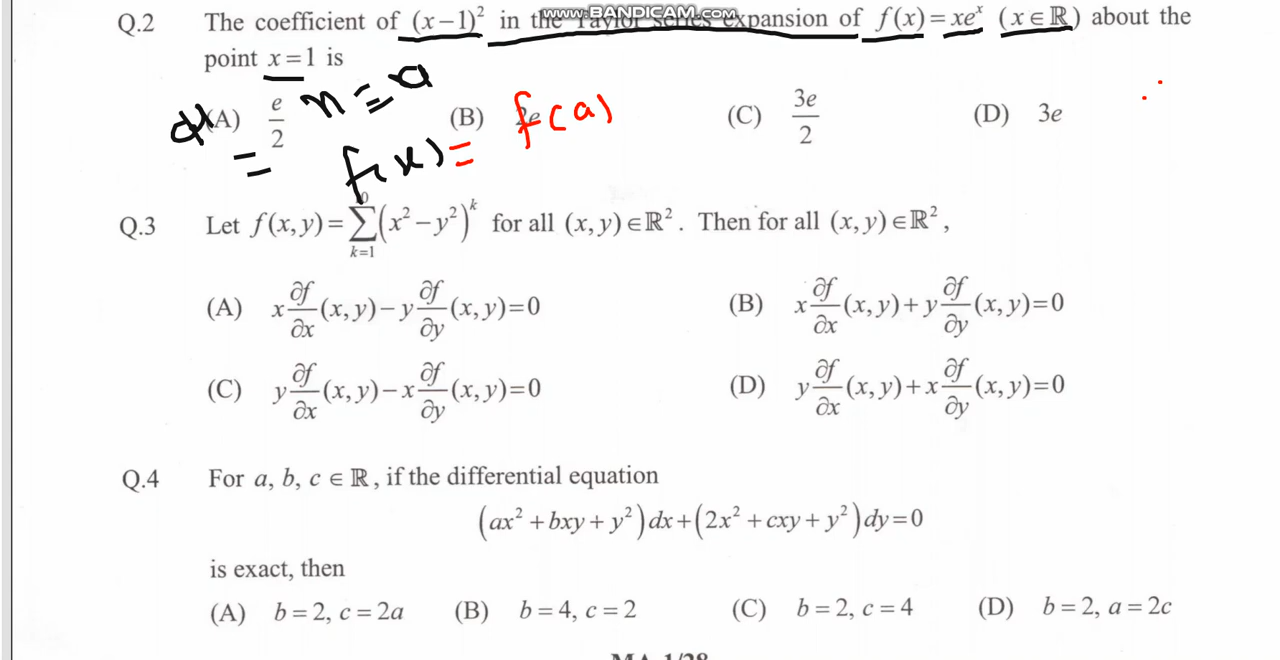 www.BANDICAM.com
Q.2 The coefficient of (x−1)² in the Taylor series expansion of f(x)=xeˣ (x∈ℝ) about the
point x=1 is
(A) e/2 (B) 2e (C) 3e/2 (D) 3e
= a
f(x) = f(a)
Q.3 Let f(x,y)=∑_{k=1} (x²−y²)ᵏ for all (x,y)∈ℝ². Then for all (x,y)∈ℝ²,
(A) x ∂f/∂x (x,y)−y ∂f/∂y (x,y)=0 (B) x ∂f/∂x (x,y)+y ∂f/∂y (x,y)=0
(C) y ∂f/∂x (x,y)−x ∂f/∂y (x,y)=0 (D) y ∂f/∂x (x,y)+x ∂f/∂y (x,y)=0
Q.4 For a, b, c ∈ ℝ, if the differential equation
(ax²+bxy+y²)dx+(2x²+cxy+y²)dy=0
is exact, then
(A) b=2, c=2a (B) b=4, c=2 (C) b=2, c=4 (D) b=2, a=2c